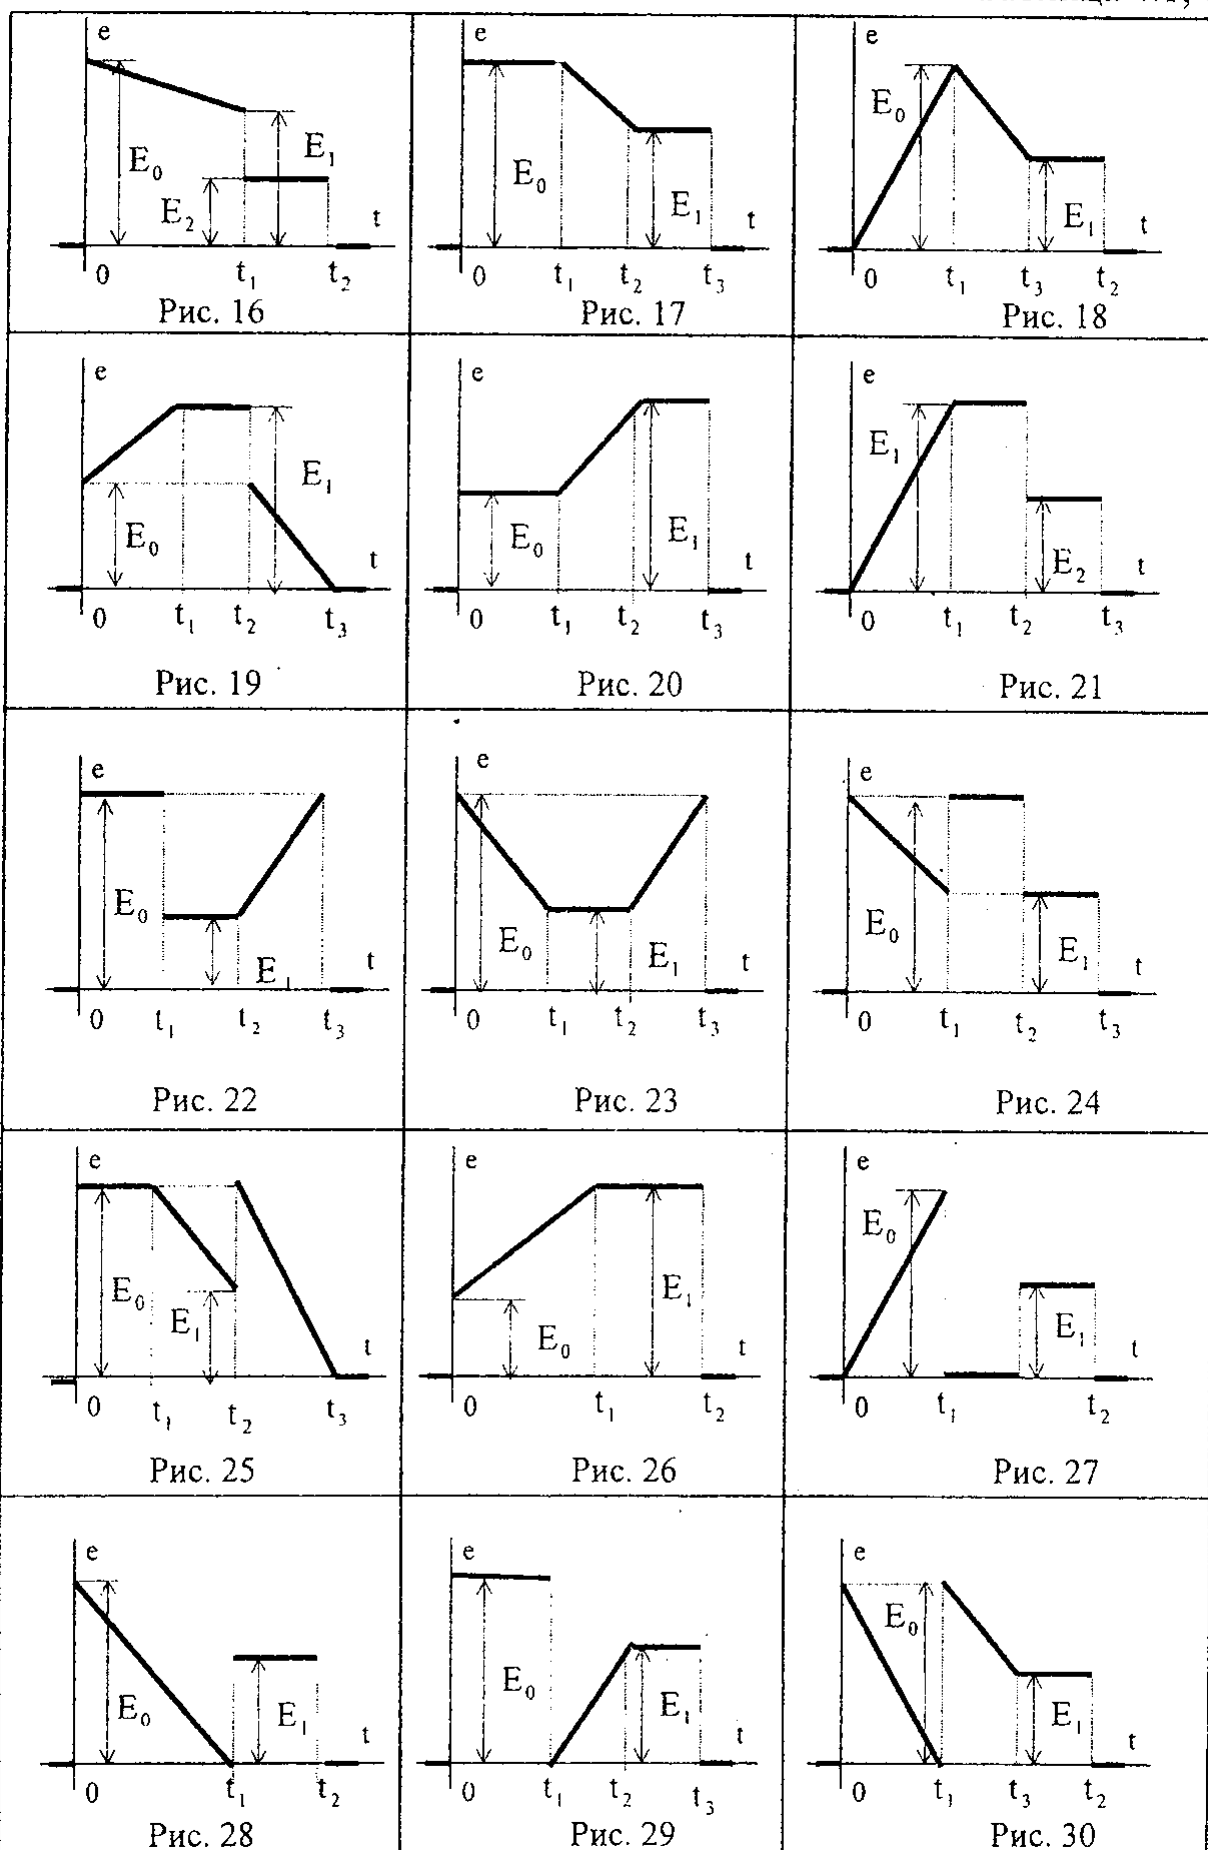 e
E₀
E₁
E₂
t
0
t₁
t₂
Рис. 16
e
E₀
E₁
t
0
t₁
t₂
t₃
Рис. 17
e
E₀
E₁
t
0
t₁
t₃
t₂
Рис. 18
e
E₁
E₀
t
0
t₁
t₂
t₃
Рис. 19
e
E₀
E₁
t
0
t₁
t₂
t₃
Рис. 20
e
E₁
E₂
t
0
t₁
t₂
t₃
Рис. 21
e
E₀
E₁
t
0
t₁
t₂
t₃
Рис. 22
e
E₀
E₁
t
0
t₁
t₂
t₃
Рис. 23
e
E₀
E₁
t
0
t₁
t₂
t₃
Рис. 24
e
E₀
E₁
t
0
t₁
t₂
t₃
Рис. 25
e
E₁
E₀
t
0
t₁
t₂
Рис. 26
e
E₀
E₁
t
0
t₁
t₂
Рис. 27
e
E₀
E₁
t
0
t₁
t₂
Рис. 28
e
E₀
E₁
t
0
t₁
t₂
t₃
Рис. 29
e
E₀
E₁
t
0
t₁
t₃
t₂
Рис. 30